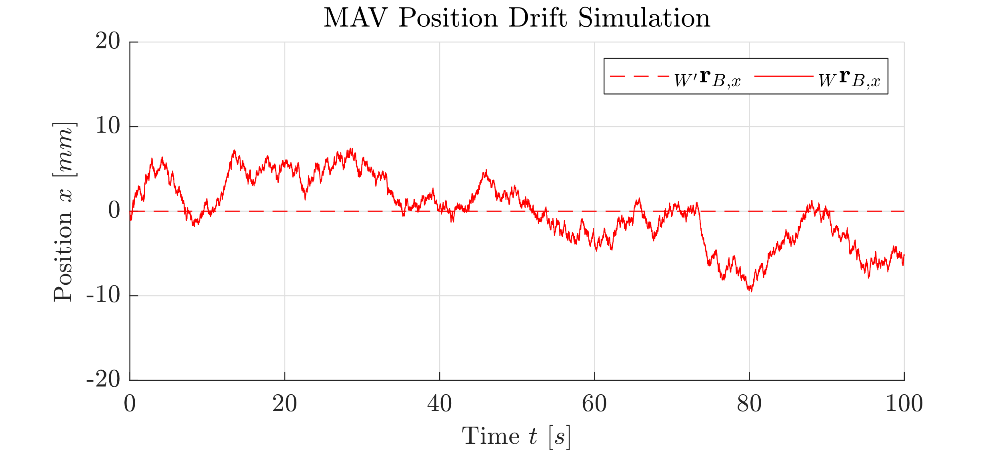 MAV Position Drift Simulation
20
10
0
-10
-20
Position x [mm]
W′rB,x WrB,x
0 20 40 60 80 100
Time t [s]